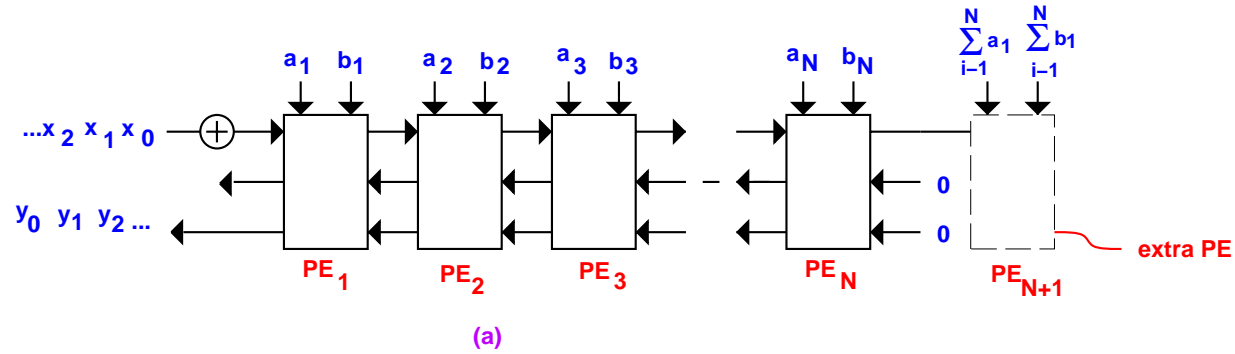 a1 b1 a2 b2 a3 b3 aN bN
N ∑ i–1 a1 N ∑ i–1 b1
...x2 x1 x0 +
0
y0 y1 y2 ...
0
extra PE
PE1 PE2 PE3 PEN PEN+1
(a)